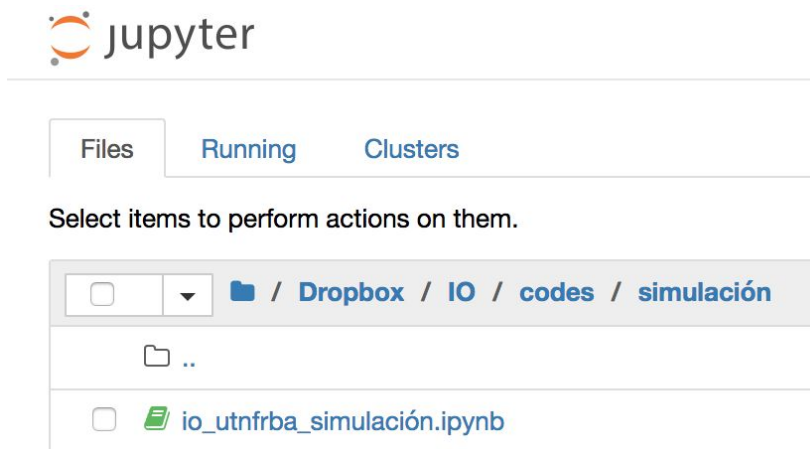 jupyter
Files Running Clusters
Select items to perform actions on them.
/ Dropbox / IO / codes / simulación
..
io_utnfrba_simulación.ipynb